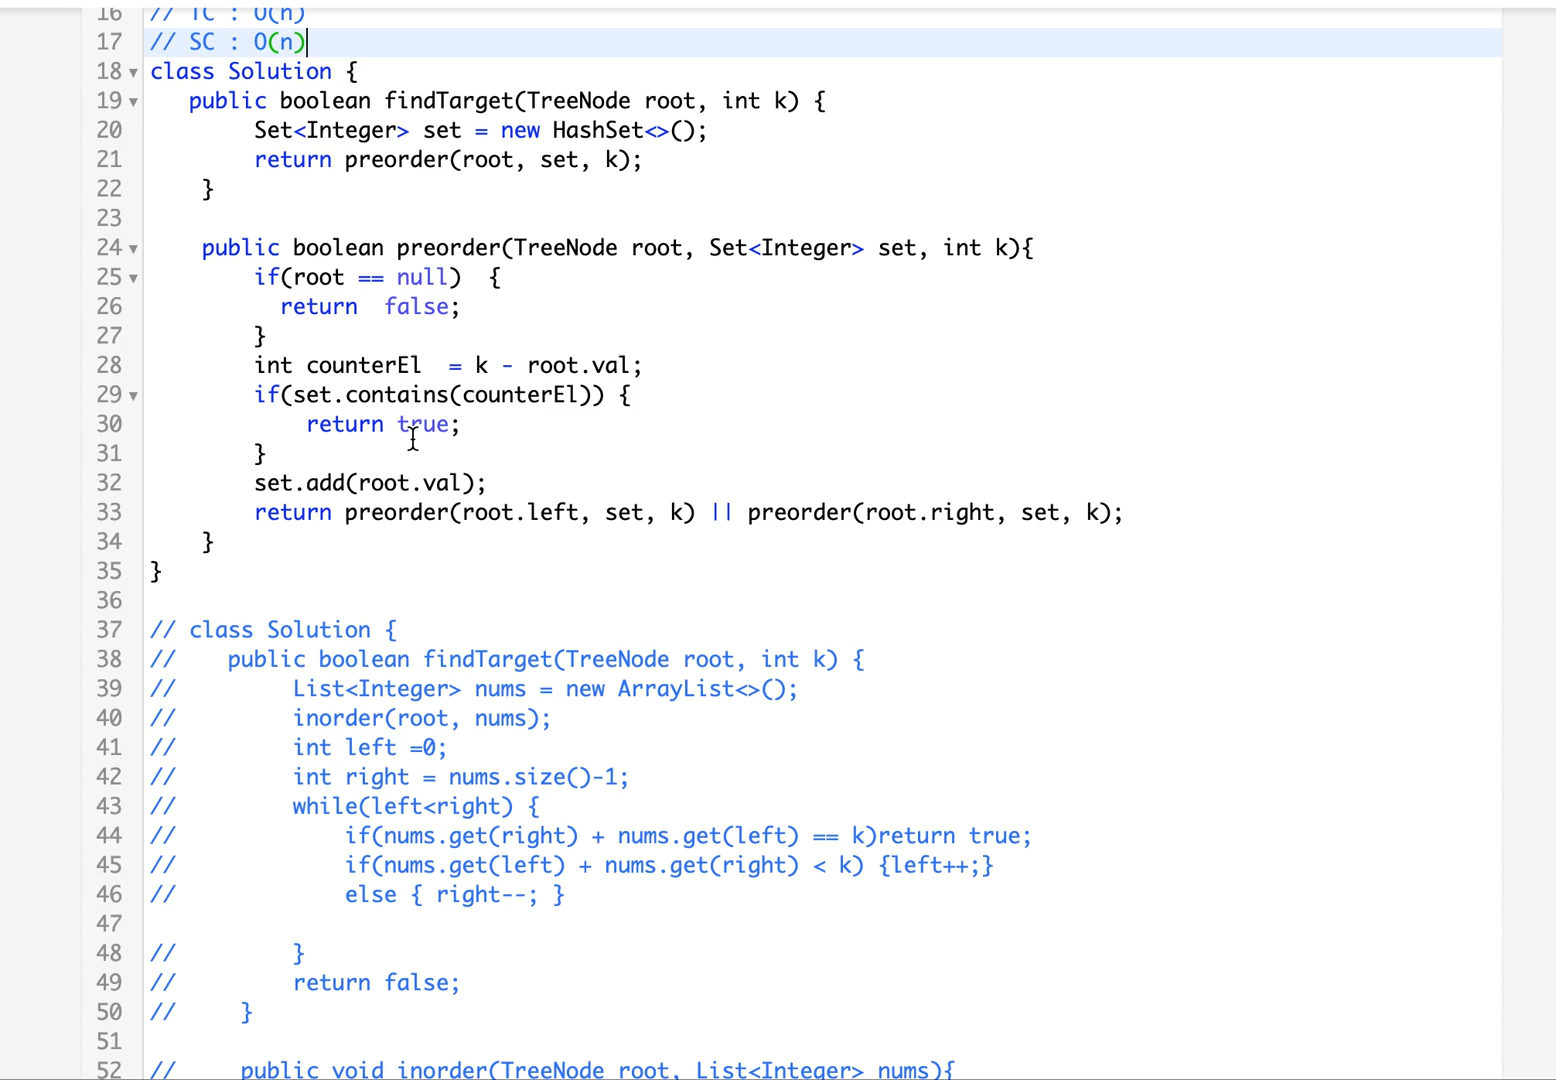 16 // TC : O(n)
17 // SC : O(n)
18 class Solution {
19 public boolean findTarget(TreeNode root, int k) {
20 Set<Integer> set = new HashSet<>();
21 return preorder(root, set, k);
22 }
23
24 public boolean preorder(TreeNode root, Set<Integer> set, int k){
25 if(root == null) {
26 return false;
27 }
28 int counterEl = k - root.val;
29 if(set.contains(counterEl)) {
30 return true;
31 }
32 set.add(root.val);
33 return preorder(root.left, set, k) || preorder(root.right, set, k);
34 }
35 }
36
37 // class Solution {
38 // public boolean findTarget(TreeNode root, int k) {
39 // List<Integer> nums = new ArrayList<>();
40 // inorder(root, nums);
41 // int left =0;
42 // int right = nums.size()-1;
43 // while(left<right) {
44 // if(nums.get(right) + nums.get(left) == k)return true;
45 // if(nums.get(left) + nums.get(right) < k) {left++;}
46 // else { right--; }
47
48 // }
49 // return false;
50 // }
51
52 // public void inorder(TreeNode root, List<Integer> nums){